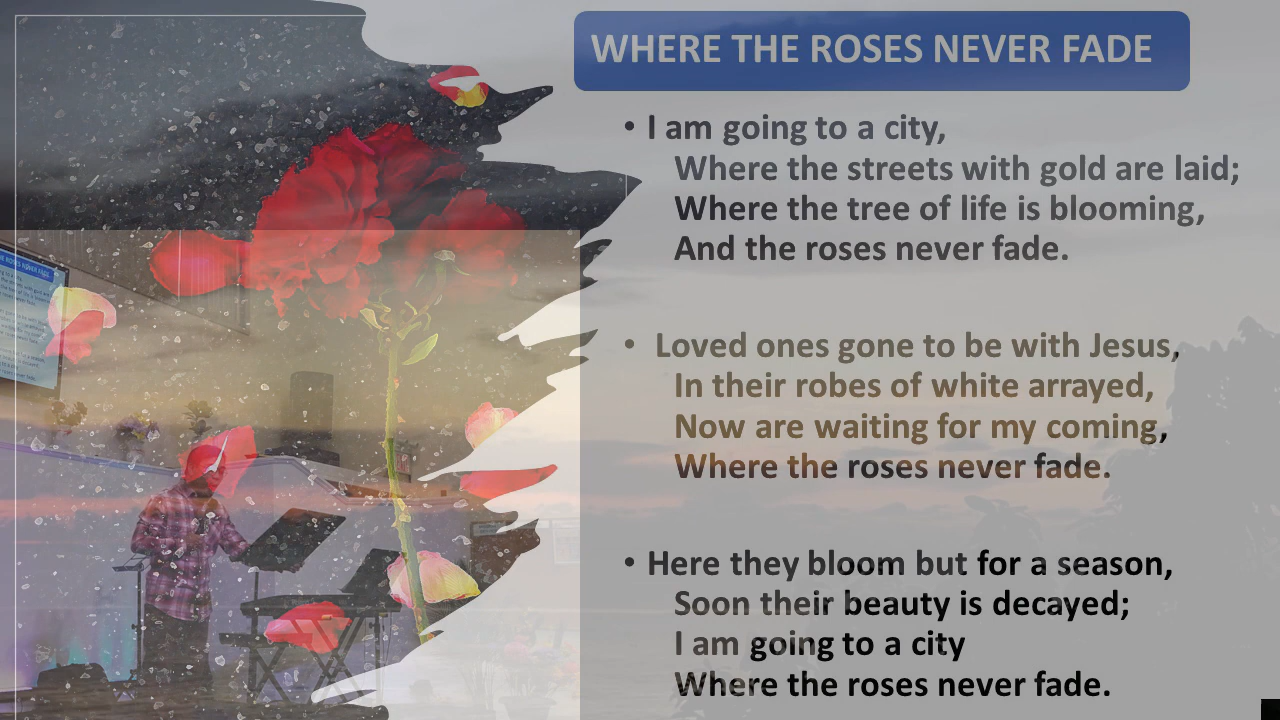 WHERE THE ROSES NEVER FADE
• I am going to a city,
Where the streets with gold are laid;
Where the tree of life is blooming,
And the roses never fade.
• Loved ones gone to be with Jesus,
In their robes of white arrayed,
Now are waiting for my coming,
Where the roses never fade.
• Here they bloom but for a season,
Soon their beauty is decayed;
I am going to a city
Where the roses never fade.